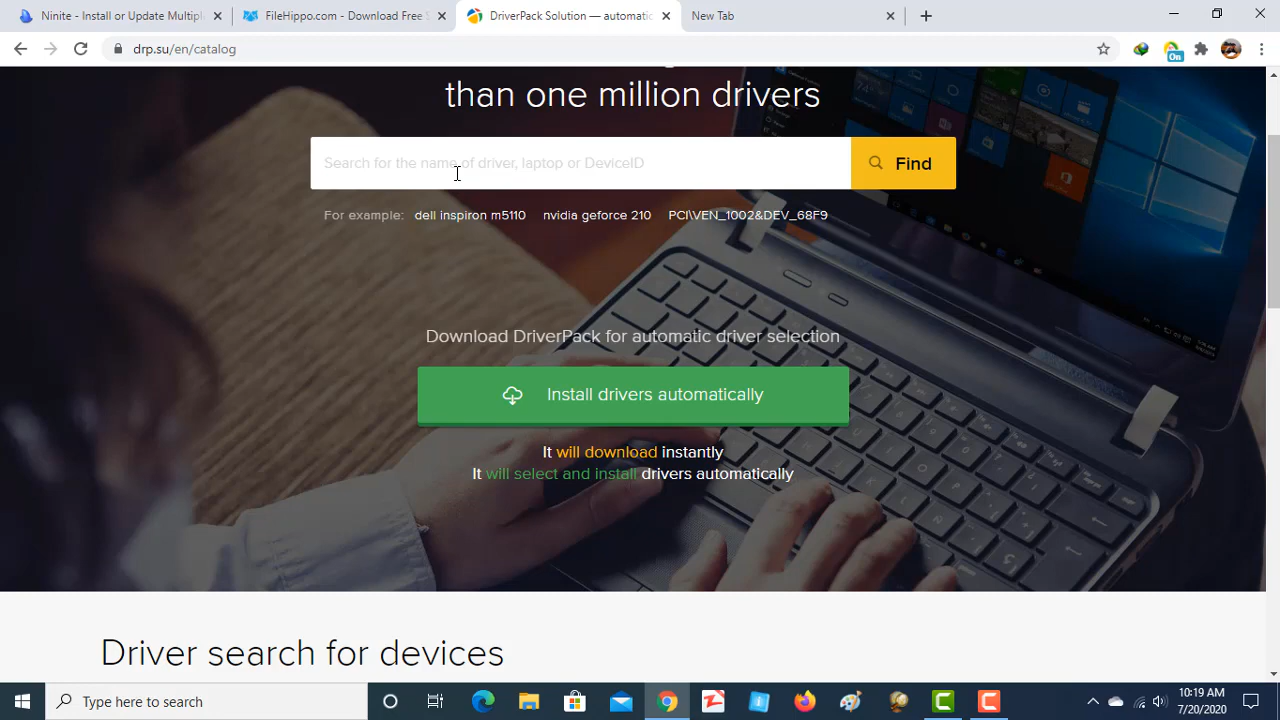 Ninite - Install or Update Multipl
FileHippo.com - Download Free S
DriverPack Solution — automatic
New Tab
drp.su/en/catalog
On
than one million drivers
Search for the name of driver, laptop or DeviceID
Find
For example: dell inspiron m5110 nvidia geforce 210 PCI\VEN_1002&DEV_68F9
Download DriverPack for automatic driver selection
Install drivers automatically
It will download instantly
It will select and install drivers automatically
Driver search for devices
Type here to search
10:19 AM
7/20/2020